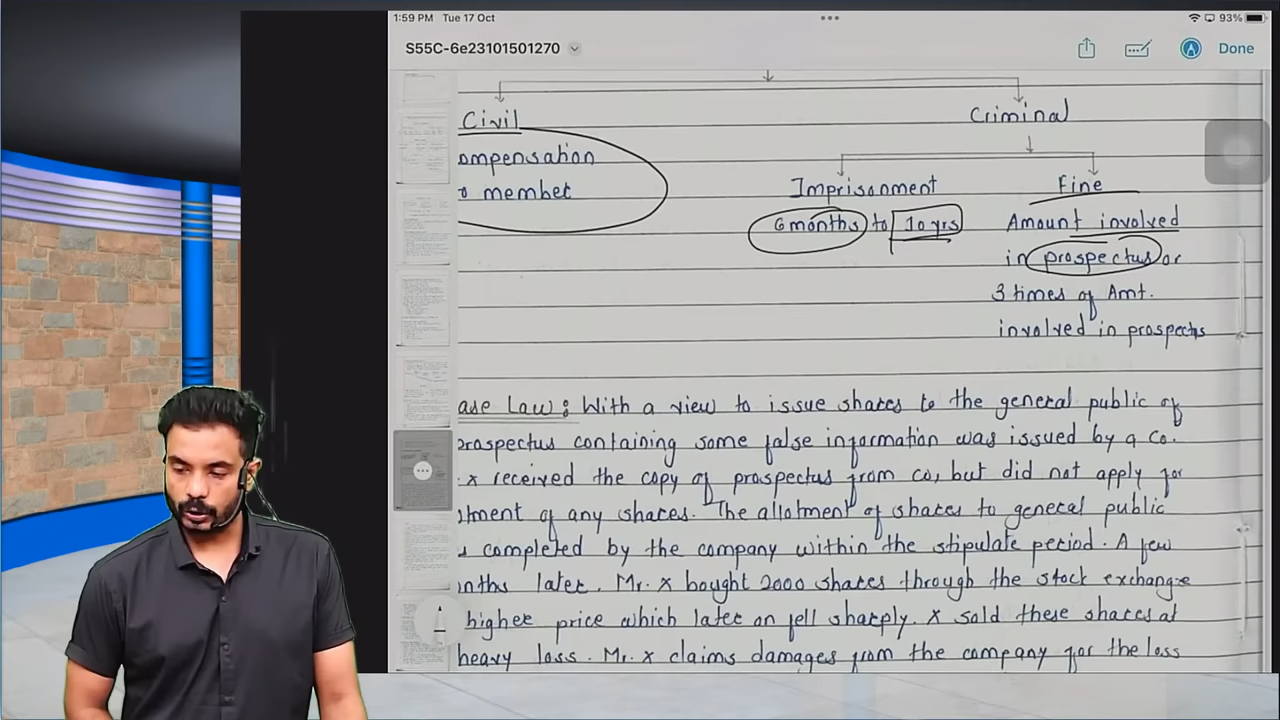 1:59 PM Tue 17 Oct
93%
S55C-6e23101501270
Done
Civil
Criminal
ompensation
o member
Imprisonment
Fine
6 months to 10 yrs
Amount involved
in prospectus or
3 times of Amt.
involved in prospectus
ase Law : With a view to issue shares to the general public of
prospectus containing some false information was issued by a Co.
x received the copy of prospectus from co, but did not apply for
tment of any shares. The allotment of shares to general public
s completed by the company within the stipulate period. A few
nths later. Mr. x bought 2000 shares through the stock exchange
higher price which later on fell sharply. x sold these shares at
heavy loss. Mr. x claims damages from the company for the loss